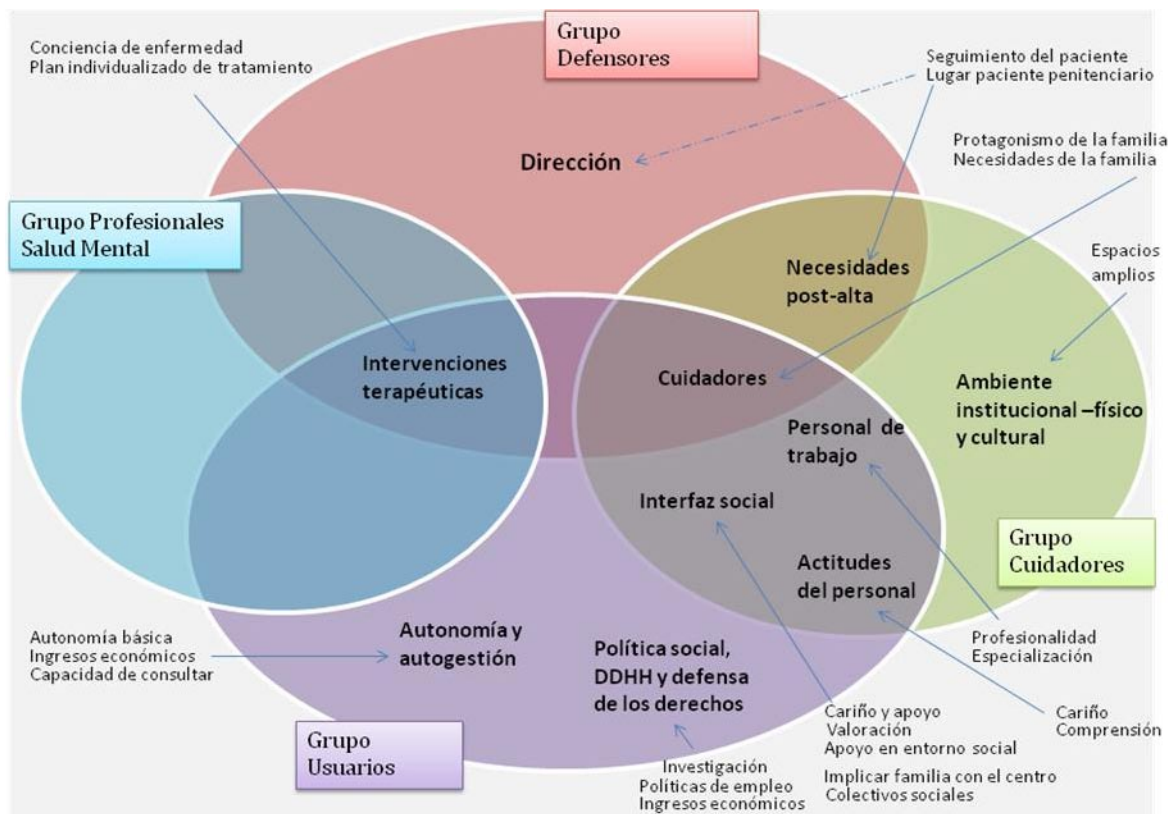 Grupo
Defensores
Conciencia de enfermedad
Plan individualizado de tratamiento
Seguimiento del paciente
Lugar paciente penitenciario
Dirección
Protagonismo de la familia
Necesidades de la familia
Grupo Profesionales
Salud Mental
Necesidades
post-alta
Espacios
amplios
Intervenciones
terapéuticas
Cuidadores
Ambiente
institucional –físico
y cultural
Personal de
trabajo
Interfaz social
Grupo
Cuidadores
Actitudes
del personal
Autonomía básica
Ingresos económicos
Capacidad de consultar
Autonomía y
autogestión
Política social,
DDHH y defensa
de los derechos
Profesionalidad
Especialización
Grupo
Usuarios
Cariño y apoyo
Valoración
Apoyo en entorno social
Implicar familia con el centro
Colectivos sociales
Cariño
Comprensión
Investigación
Políticas de empleo
Ingresos económicos